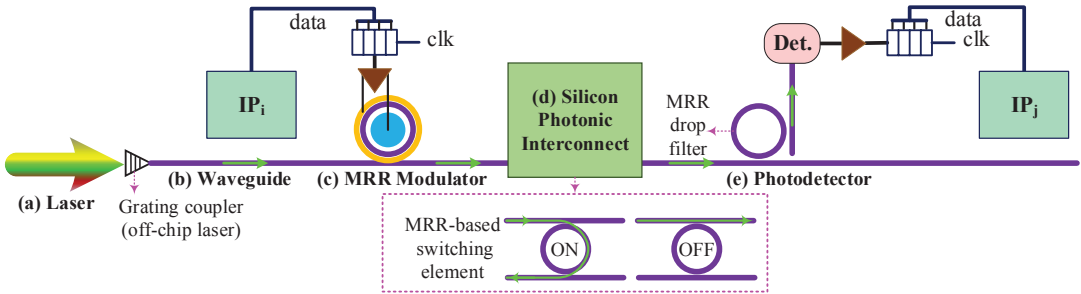 data
clk
IPi
(a) Laser
Grating coupler
(off-chip laser)
(b) Waveguide
(c) MRR Modulator
(d) Silicon
Photonic
Interconnect
MRR-based
switching
element
ON
OFF
MRR
drop
filter
Det.
(e) Photodetector
data
clk
IPj